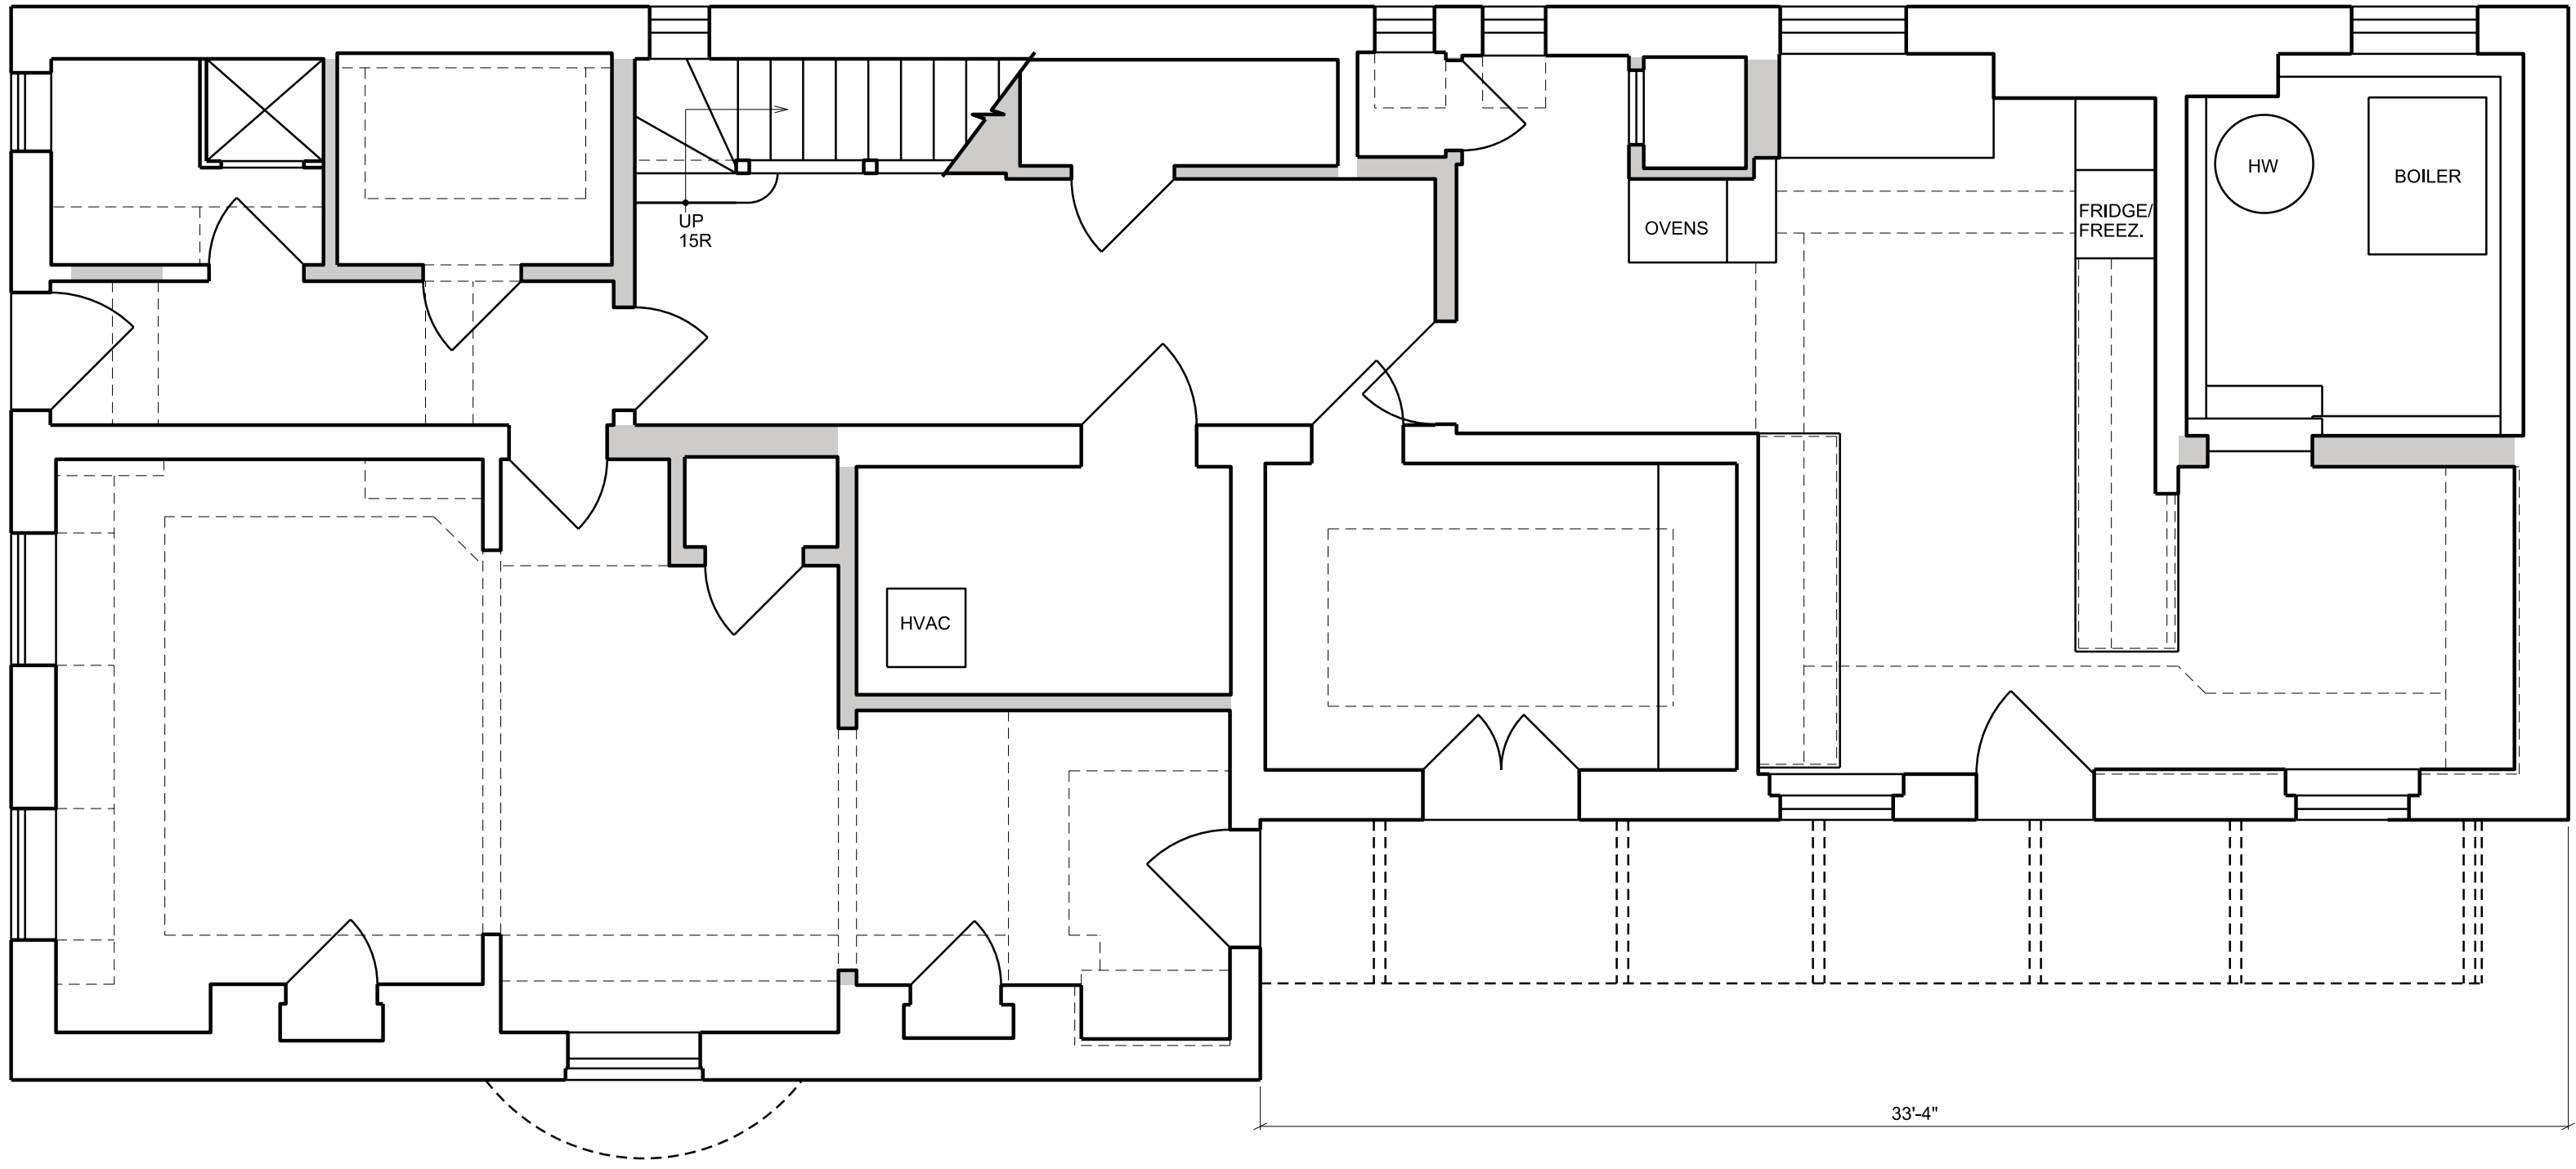 HW
BOILER
FRIDGE/
FREEZ.
OVENS
UP
15R
HVAC
33'-4"